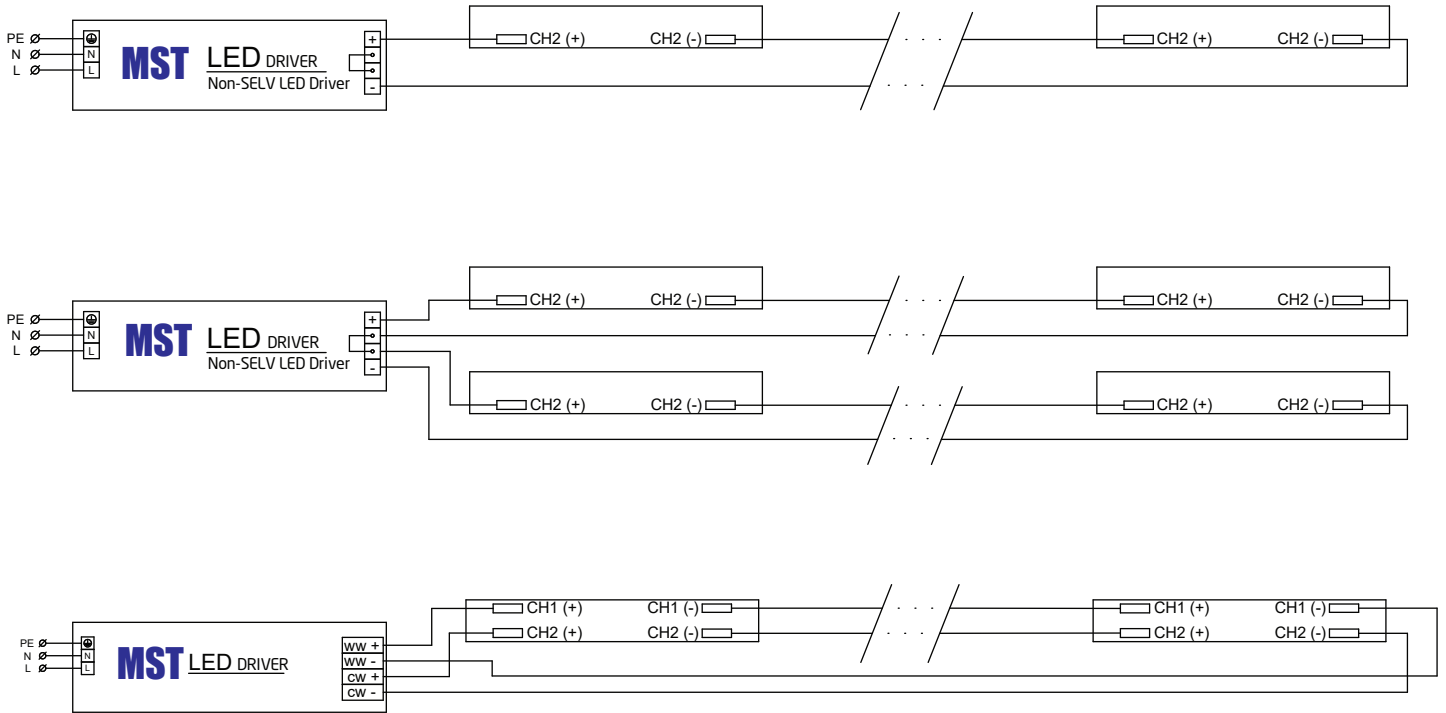 PE N L N L MST LED DRIVER Non-SELV LED Driver + - CH2 (+) CH2 (-) CH2 (+) CH2 (-)
PE N L N L MST LED DRIVER Non-SELV LED Driver + - CH2 (+) CH2 (-) CH2 (+) CH2 (-)
CH2 (+) CH2 (-) CH2 (+) CH2 (-)
PE N L N L MST LED DRIVER
WW +
WW -
CW +
CW -
CH1 (+) CH1 (-) CH1 (+) CH1 (-)
CH2 (+) CH2 (-) CH2 (+) CH2 (-)